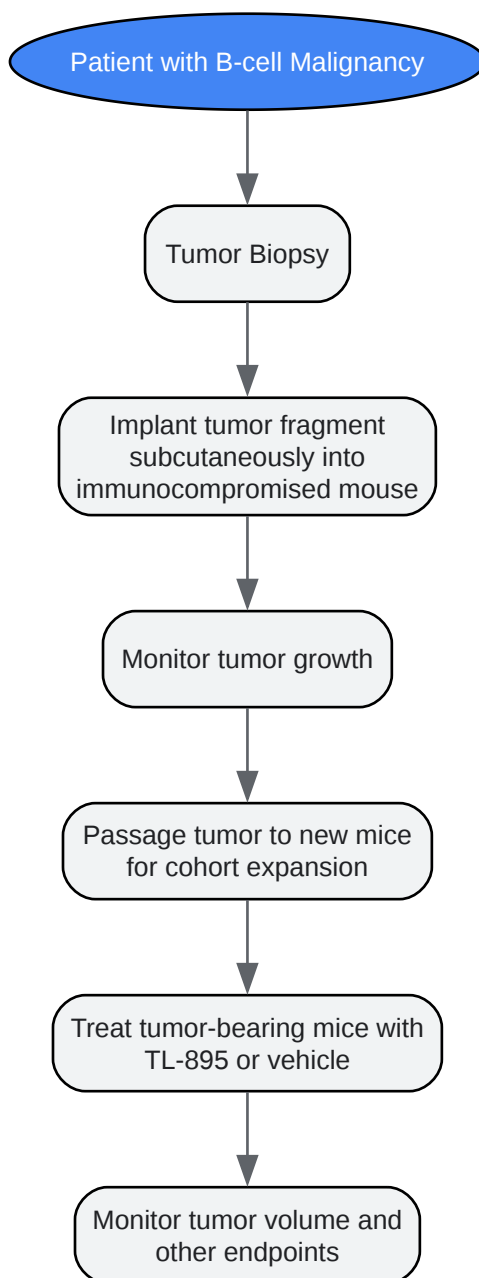 Patient with B-cell Malignancy
Tumor Biopsy
Implant tumor fragment
subcutaneously into
immunocompromised mouse
Monitor tumor growth
Passage tumor to new mice
for cohort expansion
Treat tumor-bearing mice with
TL-895 or vehicle
Monitor tumor volume and
other endpoints